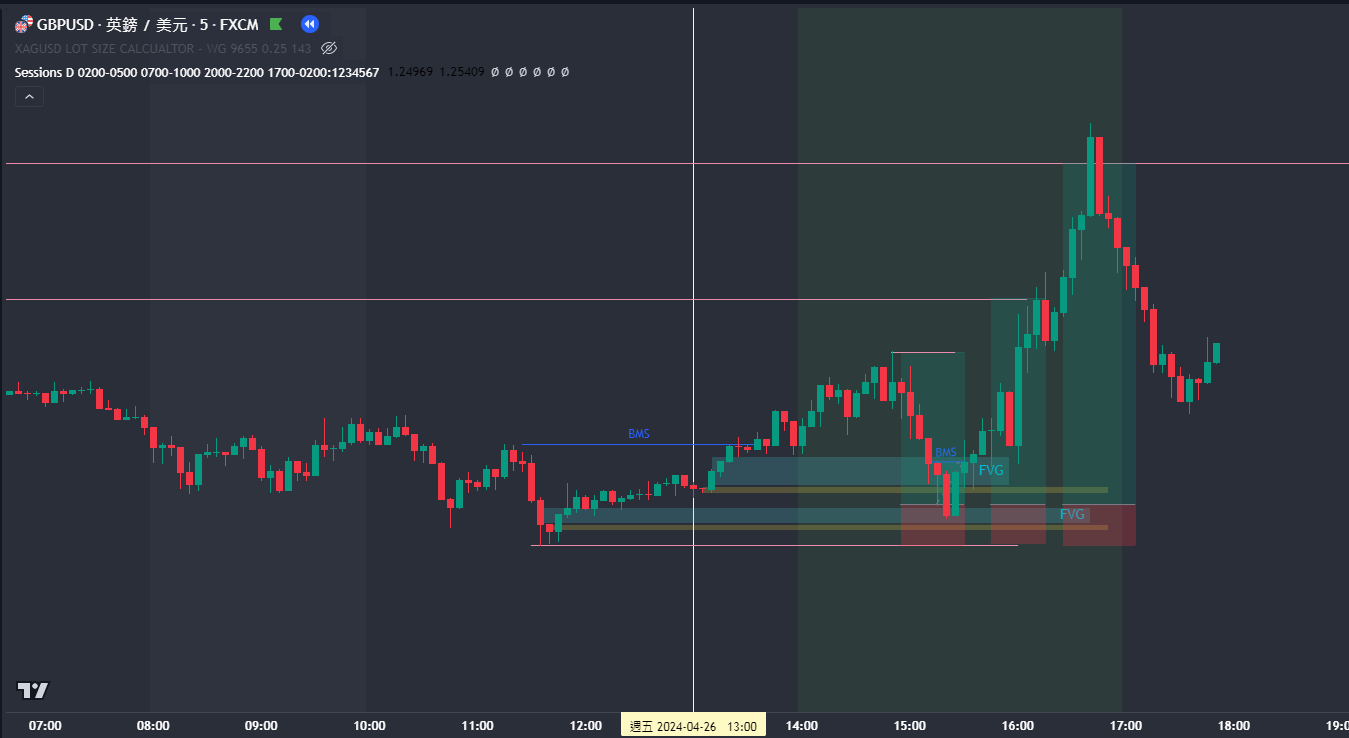 GBPUSD · 英鎊 / 美元 · 5 · FXCM
XAGUSD LOT SIZE CALCUALTOR - WG 9655 0.25 143
Sessions D 0200-0500 0700-1000 2000-2200 1700-0200:1234567 1.24969 1.25409 Ø Ø Ø Ø Ø Ø
BMS
BMS
FVG
FVG
07:00 08:00 09:00 10:00 11:00 12:00 週五 2024-04-26 13:00 14:00 15:00 16:00 17:00 18:00 19:0